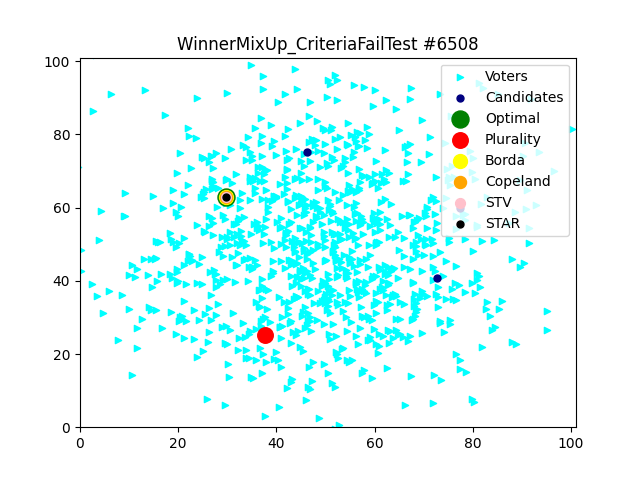 WinnerMixUp_CriteriaFailTest #6508
Voters
Candidates
Optimal
Plurality
Borda
Copeland
STV
STAR
100
80
60
40
20
0
0 20 40 60 80 100